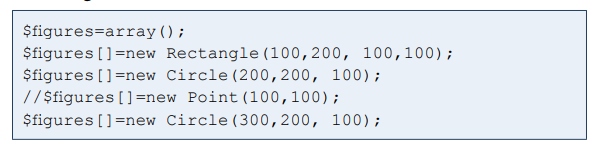 $figures=array();
$figures[]=new Rectangle(100,200, 100,100);
$figures[]=new Circle(200,200, 100);
//$figures[]=new Point(100,100);
$figures[]=new Circle(300,200, 100);